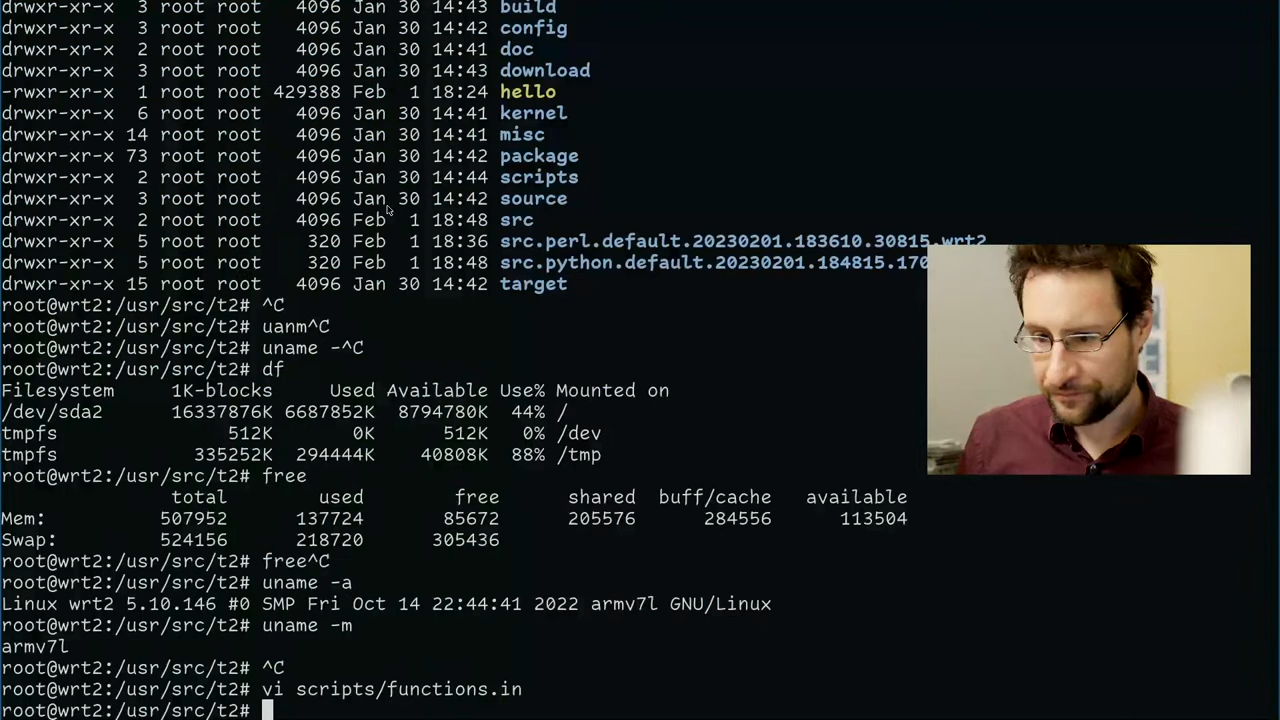 drwxr-xr-x  3 root root   4096 Jan 30 14:43 build
drwxr-xr-x  3 root root   4096 Jan 30 14:42 config
drwxr-xr-x  2 root root   4096 Jan 30 14:41 doc
drwxr-xr-x  3 root root   4096 Jan 30 14:43 download
-rwxr-xr-x  1 root root 429388 Feb  1 18:24 hello
drwxr-xr-x  6 root root   4096 Jan 30 14:41 kernel
drwxr-xr-x 14 root root   4096 Jan 30 14:41 misc
drwxr-xr-x 73 root root   4096 Jan 30 14:42 package
drwxr-xr-x  2 root root   4096 Jan 30 14:44 scripts
drwxr-xr-x  3 root root   4096 Jan 30 14:42 source
drwxr-xr-x  2 root root   4096 Feb  1 18:48 src
drwxr-xr-x  5 root root    320 Feb  1 18:36 src.perl.default.20230201.183610.30815.wrt2
drwxr-xr-x  5 root root    320 Feb  1 18:48 src.python.default.20230201.184815.170
drwxr-xr-x 15 root root   4096 Jan 30 14:42 target
root@wrt2:/usr/src/t2# ^C
root@wrt2:/usr/src/t2# uanm^C
root@wrt2:/usr/src/t2# uname -^C
root@wrt2:/usr/src/t2# df
Filesystem     1K-blocks     Used Available Use% Mounted on
/dev/sda2      16337876K 6687852K  8794780K  44% /
tmpfs               512K       0K      512K   0% /dev
tmpfs            335252K  294444K    40808K  88% /tmp
root@wrt2:/usr/src/t2# free
total        used        free      shared  buff/cache   available
Mem:         507952      137724       85672      205576      284556      113504
Swap:        524156      218720      305436
root@wrt2:/usr/src/t2# free^C
root@wrt2:/usr/src/t2# uname -a
Linux wrt2 5.10.146 #0 SMP Fri Oct 14 22:44:41 2022 armv7l GNU/Linux
root@wrt2:/usr/src/t2# uname -m
armv7l
root@wrt2:/usr/src/t2# ^C
root@wrt2:/usr/src/t2# vi scripts/functions.in
root@wrt2:/usr/src/t2#